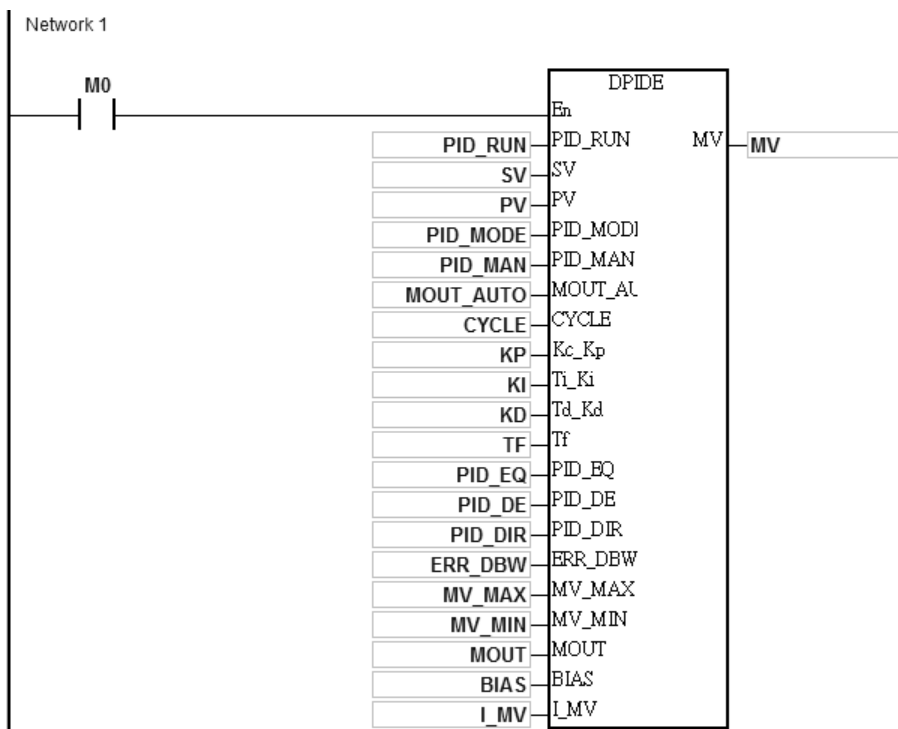 Network 1
M0
DPIDE
En
PID_RUN PID_RUN MV MV
SV SV
PV PV
PID_MODE PID_MOD
PID_MAN PID_MAN
MOUT_AUTO MOUT_AU
CYCLE CYCLE
KP Kc_Kp
KI Ti_Ki
KD Td_Kd
TF Tf
PID_EQ PID_EQ
PID_DE PID_DE
PID_DIR PID_DIR
ERR_DBW ERR_DBW
MV_MAX MV_MAX
MV_MIN MV_MIN
MOUT MOUT
BIAS BIAS
I_MV I_MV